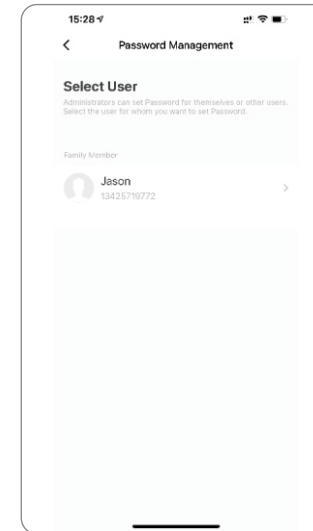 15:28
Password Management
Select User
Administrators can set Password for themselves or other users.
Select the user for whom you want to set Password.
Family Member
Jason
13425719772